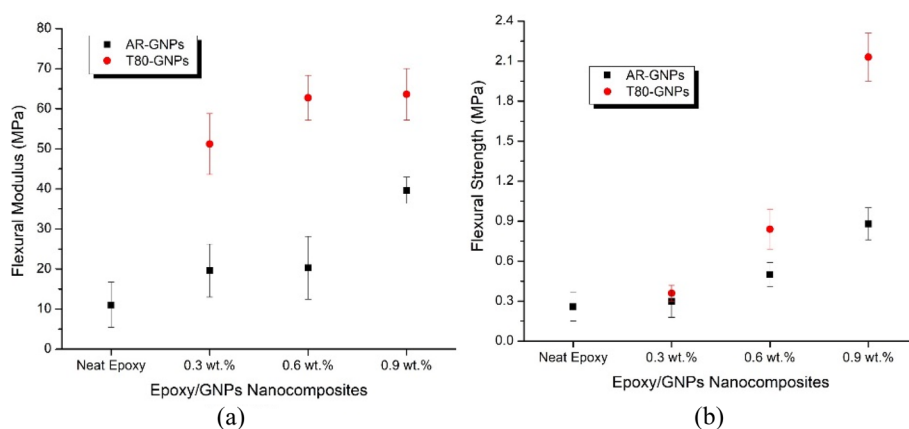 80
70
60
50
40
30
20
10
0
Flexural Modulus (MPa)
AR-GNPs
T80-GNPs
Neat Epoxy 0.3 wt.% 0.6 wt.% 0.9 wt.%
Epoxy/GNPs Nanocomposites
(a)
2.4
2.1
1.8
1.5
1.2
0.9
0.6
0.3
0.0
Flexural Strength (MPa)
AR-GNPs
T80-GNPs
Neat Epoxy 0.3 wt.% 0.6 wt.% 0.9 wt.%
Epoxy/GNPs Nanocomposites
(b)